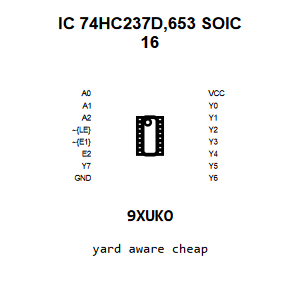 IC 74HC237D,653 SOIC
16
A0 VCC
A1 Y0
A2 Y1
~{LE} Y2
~{E1} Y3
E2 Y4
Y7 Y5
GND Y6
9XUKO
yard aware cheap